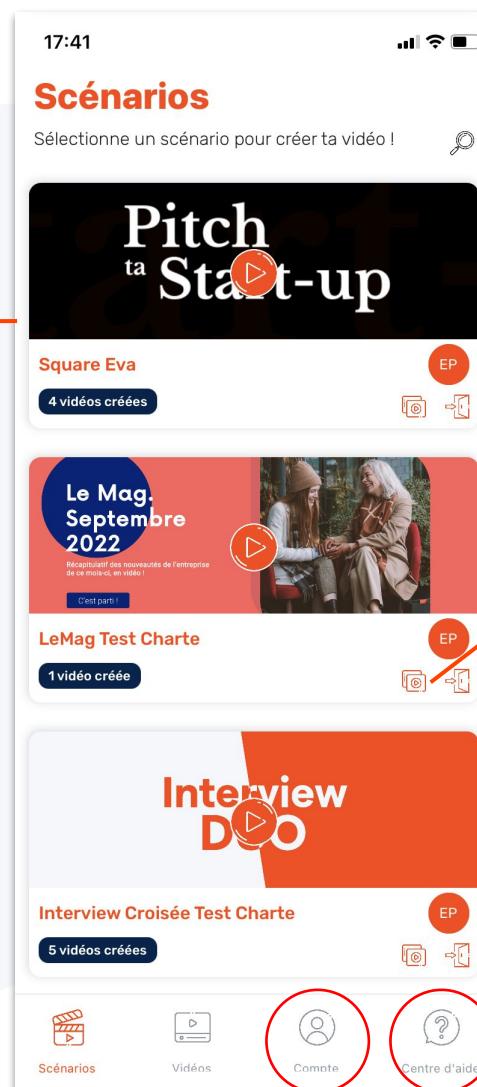 17:41
Scénarios
Sélectionne un scénario pour créer ta vidéo !
Pitch
ta Start-up
Square Eva
EP
4 vidéos créées
Le Mag.
Septembre
2022
Récapitulatif des nouveautés de l'entreprise
de ce mois-ci, en vidéo !
C'est parti !
LeMag Test Charte
EP
1 vidéo créée
Interview
DUO
Interview Croisée Test Charte
EP
5 vidéos créées
Scénarios
Vidéos
Compte
Centre d'aide